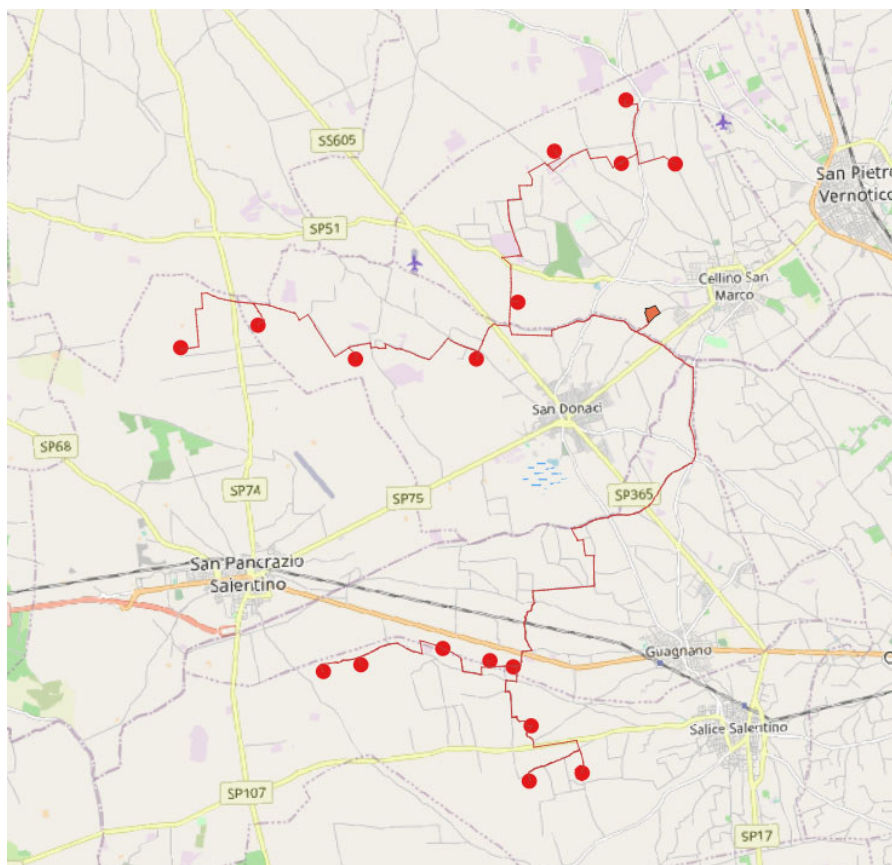 SS605
San Pietro
Vernotico
SP51
Cellino San
Marco
San Donaci
SP68
SP74
SP75
SP365
San Pancrazio
Salentino
Guagnano
Salice Salentino
SP107
SP17